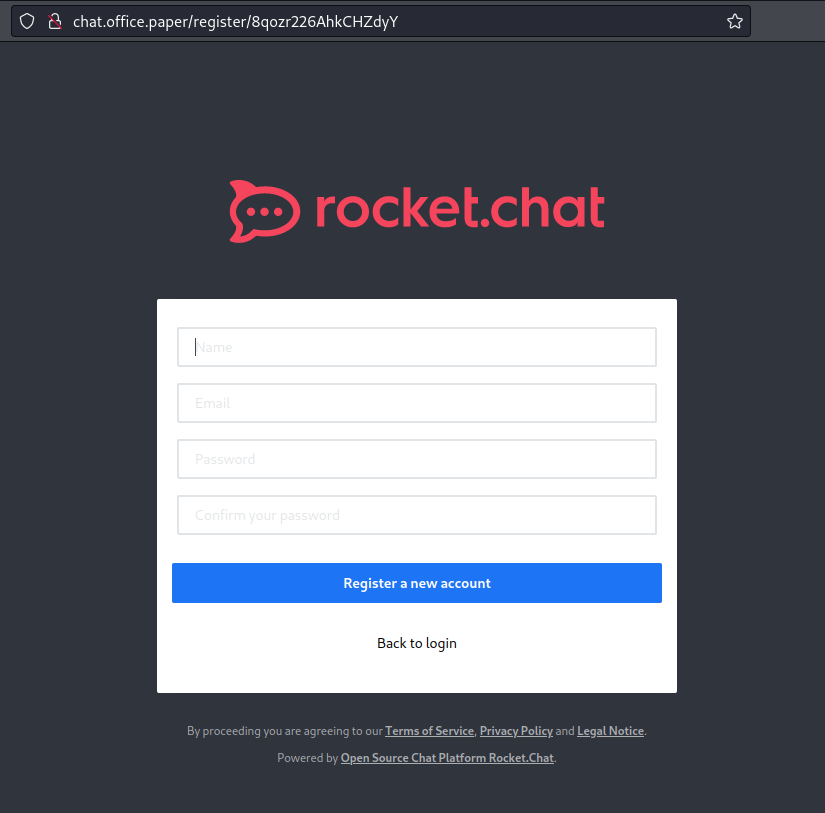 chat.office.paper/register/8qozr226AhkCHZdyY
rocket.chat
Name
Email
Password
Confirm your password
Register a new account
Back to login
By proceeding you are agreeing to our Terms of Service, Privacy Policy and Legal Notice.
Powered by Open Source Chat Platform Rocket.Chat.